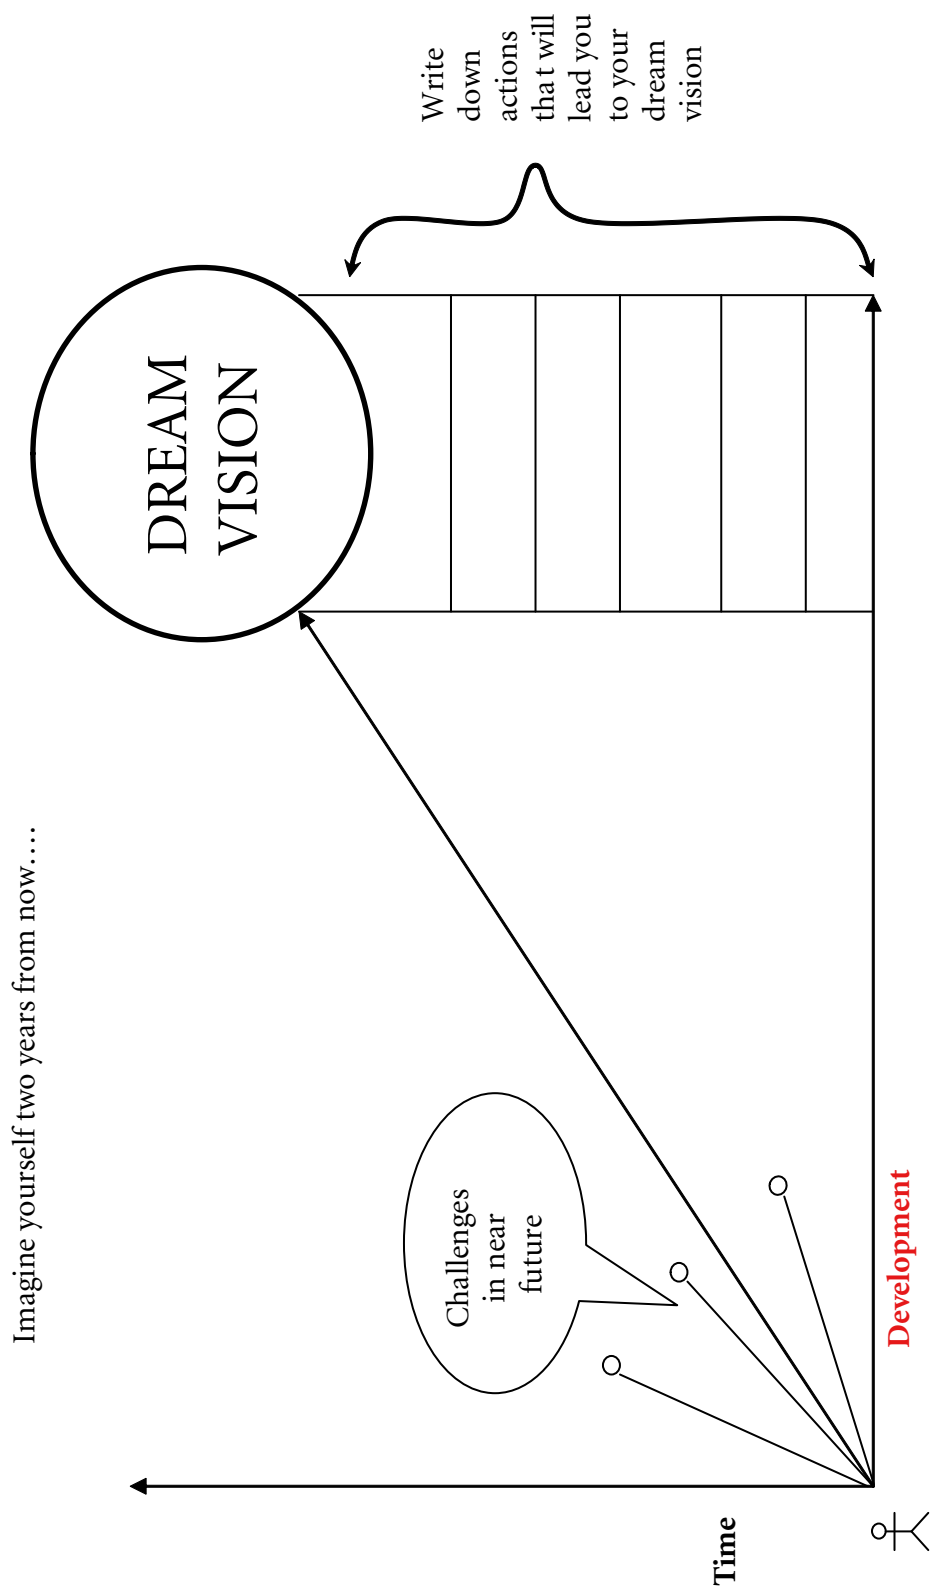 Imagine yourself two years from now….
DREAM
VISION
Write
down
actions
that will
lead you
to your
dream
vision
Challenges
in near
future
Time
Development